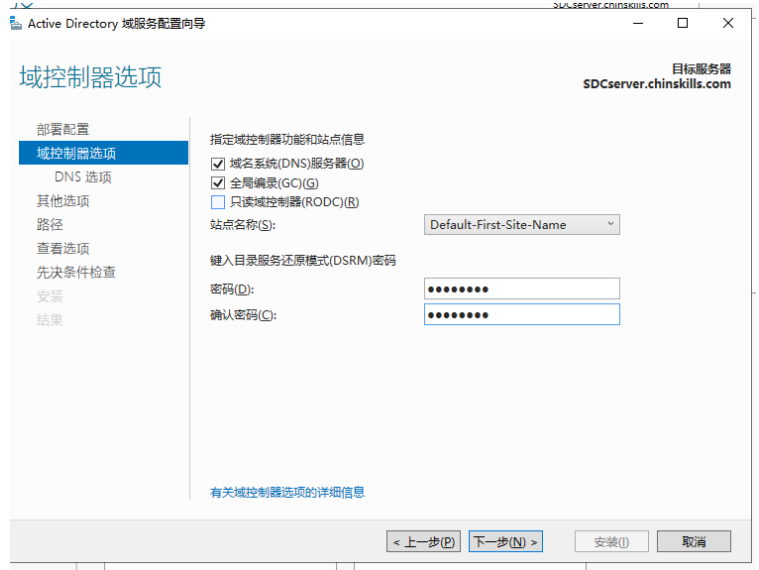 SDCserver.chinskills.com
Active Directory 域服务配置向导
域控制器选项
目标服务器
SDCserver.chinskills.com
部署配置
域控制器选项
DNS 选项
其他选项
路径
查看选项
先决条件检查
安装
结果
指定域控制器功能和站点信息
域名系统(DNS)服务器(O)
全局编录(GC)(G)
只读域控制器(RODC)(R)
站点名称(S): Default-First-Site-Name
键入目录服务还原模式(DSRM)密码
密码(D): ●●●●●●●●
确认密码(C): ●●●●●●●●
有关域控制器选项的详细信息
< 上一步(P) 下一步(N) > 安装(I) 取消